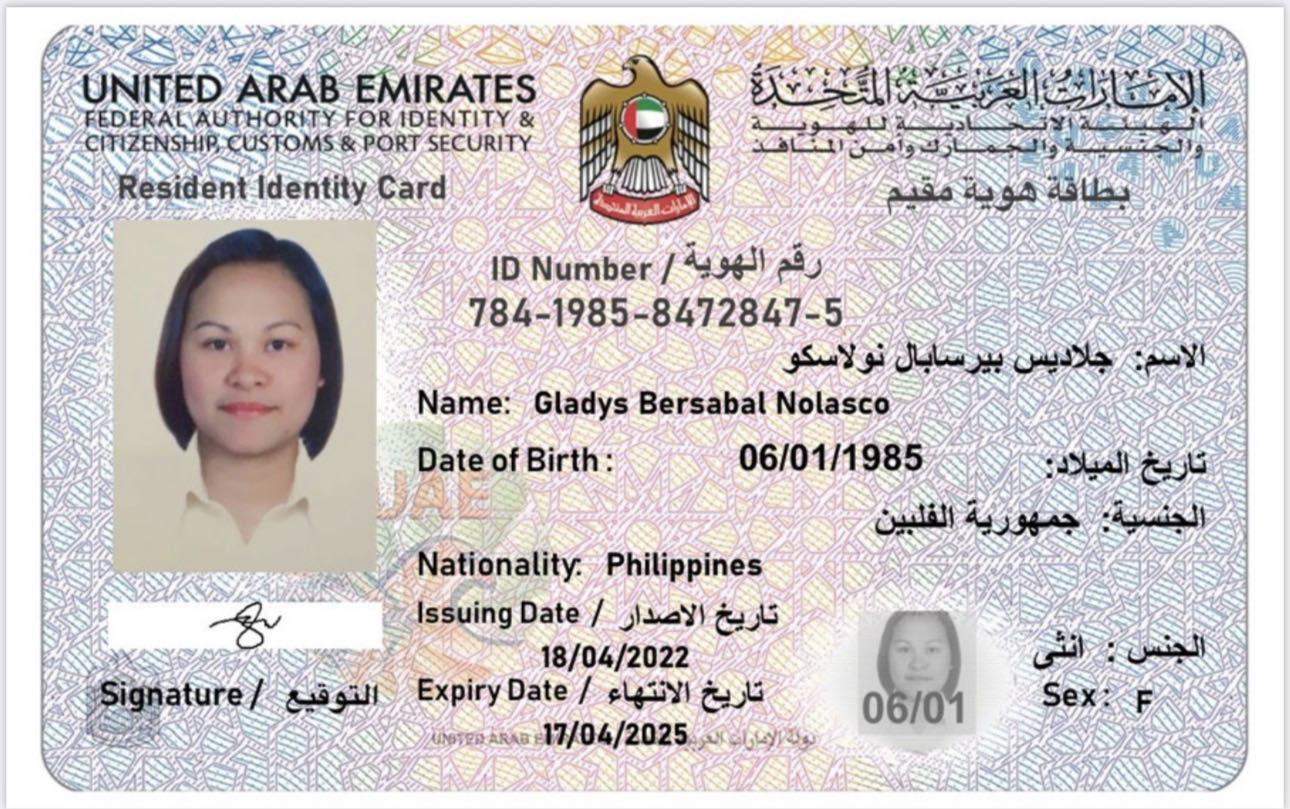 UNITED ARAB EMIRATES
FEDERAL AUTHORITY FOR IDENTITY &
CITIZENSHIP, CUSTOMS & PORT SECURITY
Resident Identity Card
الإمارات العربية المتحدة
الهيئة الاتحادية للهوية
والجنسية والجمارك وأمن المنافذ
بطاقة هوية مقيم
الامارات العربية المتحدة
ID Number / رقم الهوية
784-1985-8472847-5
الاسم: جلاديس بيرسابال نولاسكو
Name: Gladys Bersabal Nolasco
Date of Birth : 06/01/1985 تاريخ الميلاد:
UAE
الجنسية: جمهورية الفلبين
Nationality: Philippines
Issuing Date / تاريخ الاصدار
18/04/2022
Expiry Date / تاريخ الانتهاء
17/04/2025
UNITED ARAB دولة الإمارات
Signature / التوقيع
06/01
الجنس : انثى
Sex: F